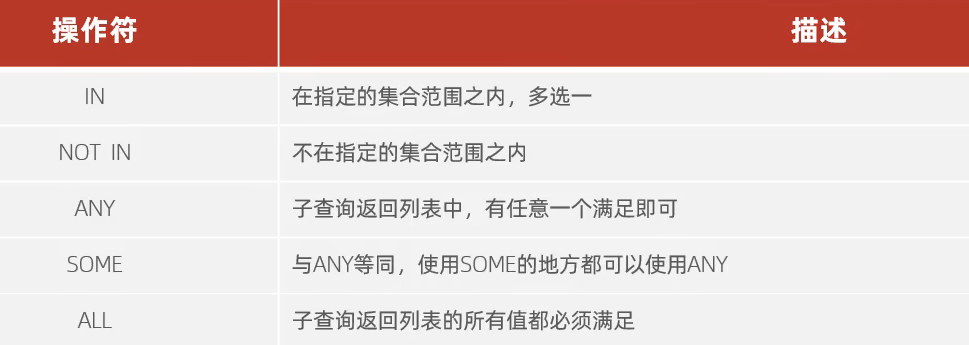 操作符 描述
IN 在指定的集合范围之内，多选一
NOT IN 不在指定的集合范围之内
ANY 子查询返回列表中，有任意一个满足即可
SOME 与ANY等同，使用SOME的地方都可以使用ANY
ALL 子查询返回列表的所有值都必须满足